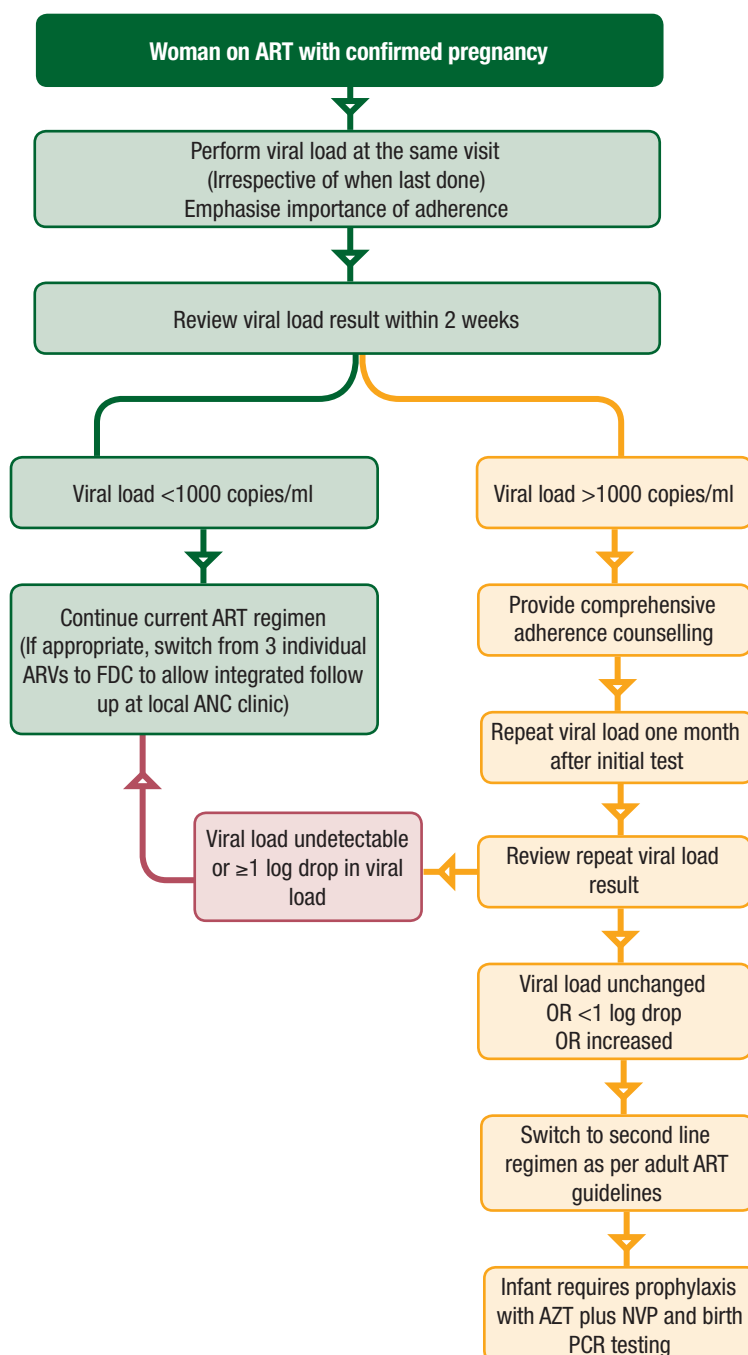 Woman on ART with confirmed pregnancy
Perform viral load at the same visit
(Irrespective of when last done)
Emphasise importance of adherence
Review viral load result within 2 weeks
Viral load <1000 copies/ml
Continue current ART regimen
(If appropriate, switch from 3 individual
ARVs to FDC to allow integrated follow
up at local ANC clinic)
Viral load >1000 copies/ml
Provide comprehensive
adherence counselling
Repeat viral load one month
after initial test
Review repeat viral load
result
Viral load undetectable
or ≥1 log drop in viral
load
Viral load unchanged
OR <1 log drop
OR increased
Switch to second line
regimen as per adult ART
guidelines
Infant requires prophylaxis
with AZT plus NVP and birth
PCR testing